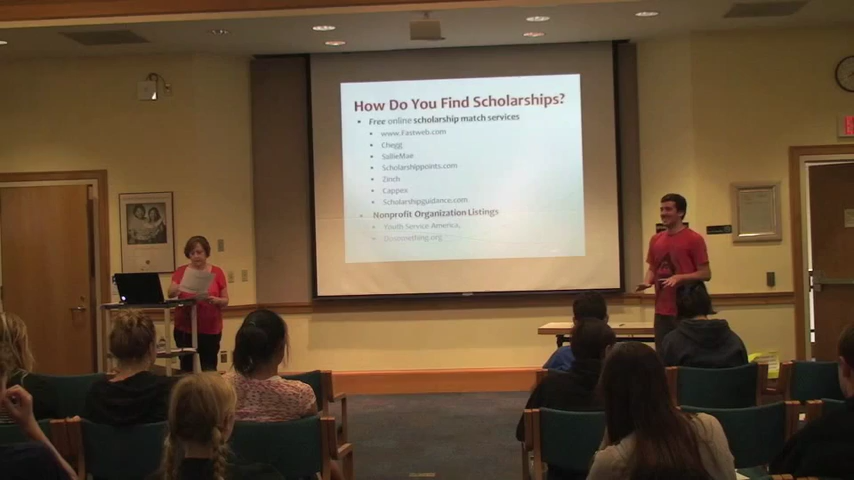 How Do You Find Scholarships?
Free online scholarship match services
www.Fastweb.com
Chegg
SallieMae
Scholarshippoints.com
Zinch
Cappex
Scholarshipguidance.com
Nonprofit Organization Listings
Youth Service America,
Dosomething.org